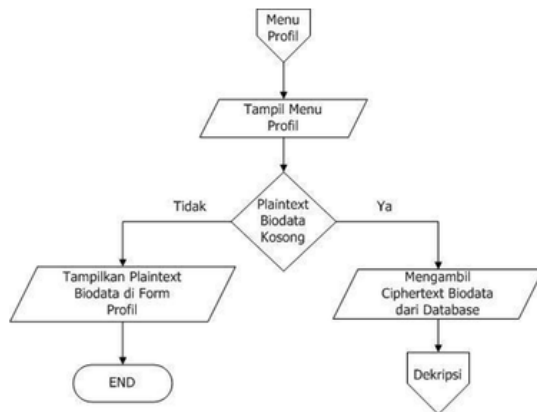 Menu
Profil
Tampil Menu
Profil
Tidak
Plaintext
Biodata
Kosong
Ya
Tampilkan Plaintext
Biodata di Form
Profil
Mengambil
Ciphertext Biodata
dari Database
END
Dekripsi